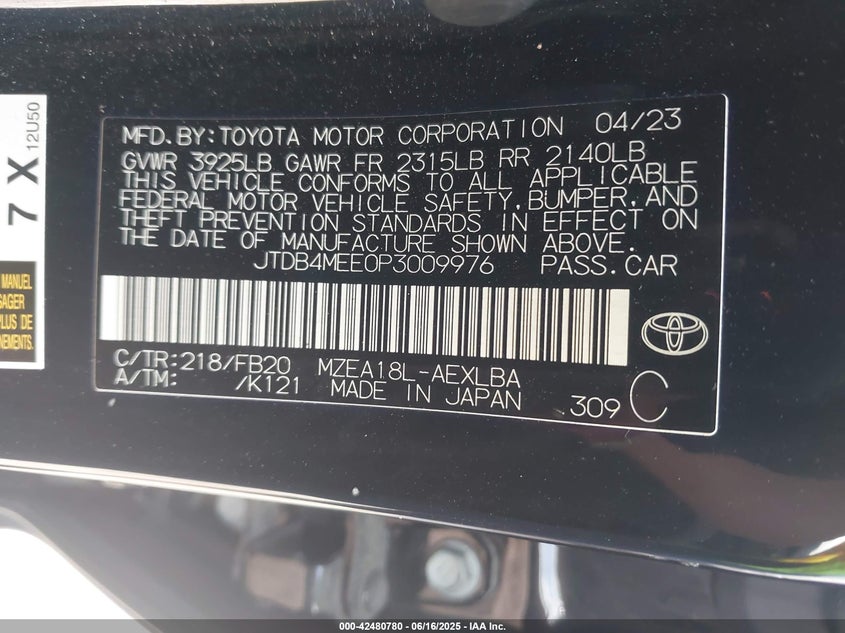 MFD.BY:TOYOTA MOTOR CORPORATION 04/23
GVWR 3925LB GAWR FR 2315LB RR 2140LB
THIS VEHICLE CONFORMS TO ALL APPLICABLE
FEDERAL MOTOR VEHICLE SAFETY,BUMPER,AND
THEFT PREVENTION STANDARDS IN EFFECT ON
THE DATE OF MANUFACTURE SHOWN ABOVE.
JTDB4MEE0P3009976 PASS.CAR
C/TR:218/FB20 MZEA18L-AEXLBA
A/TM: /K121 MADE IN JAPAN 309 C
7 X
12U50
MANUEL
PLUS DE
000-42480780 - 06/16/2025 - IAA Inc.